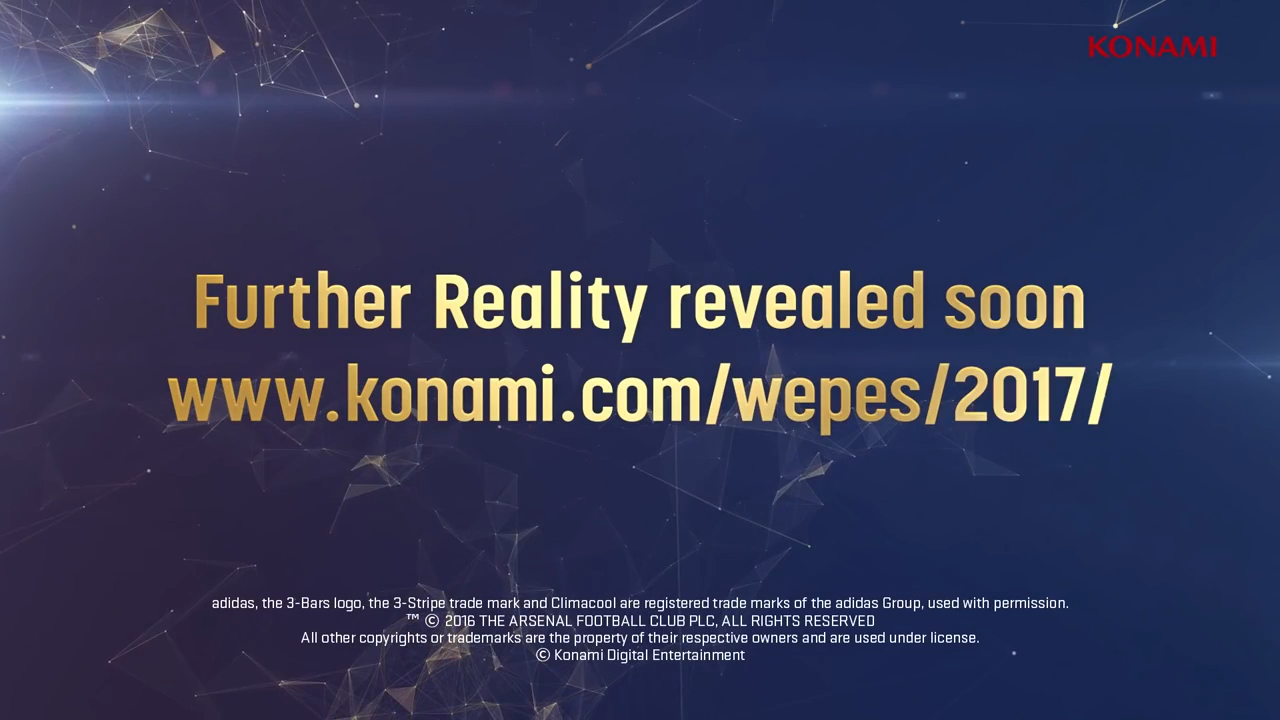 KONAMI
Further Reality revealed soon
www.konami.com/wepes/2017/
adidas, the 3-Bars logo, the 3-Stripe trade mark and Climacool are registered trade marks of the adidas Group, used with permission.
™ © 2016 THE ARSENAL FOOTBALL CLUB PLC, ALL RIGHTS RESERVED
All other copyrights or trademarks are the property of their respective owners and are used under license.
© Konami Digital Entertainment